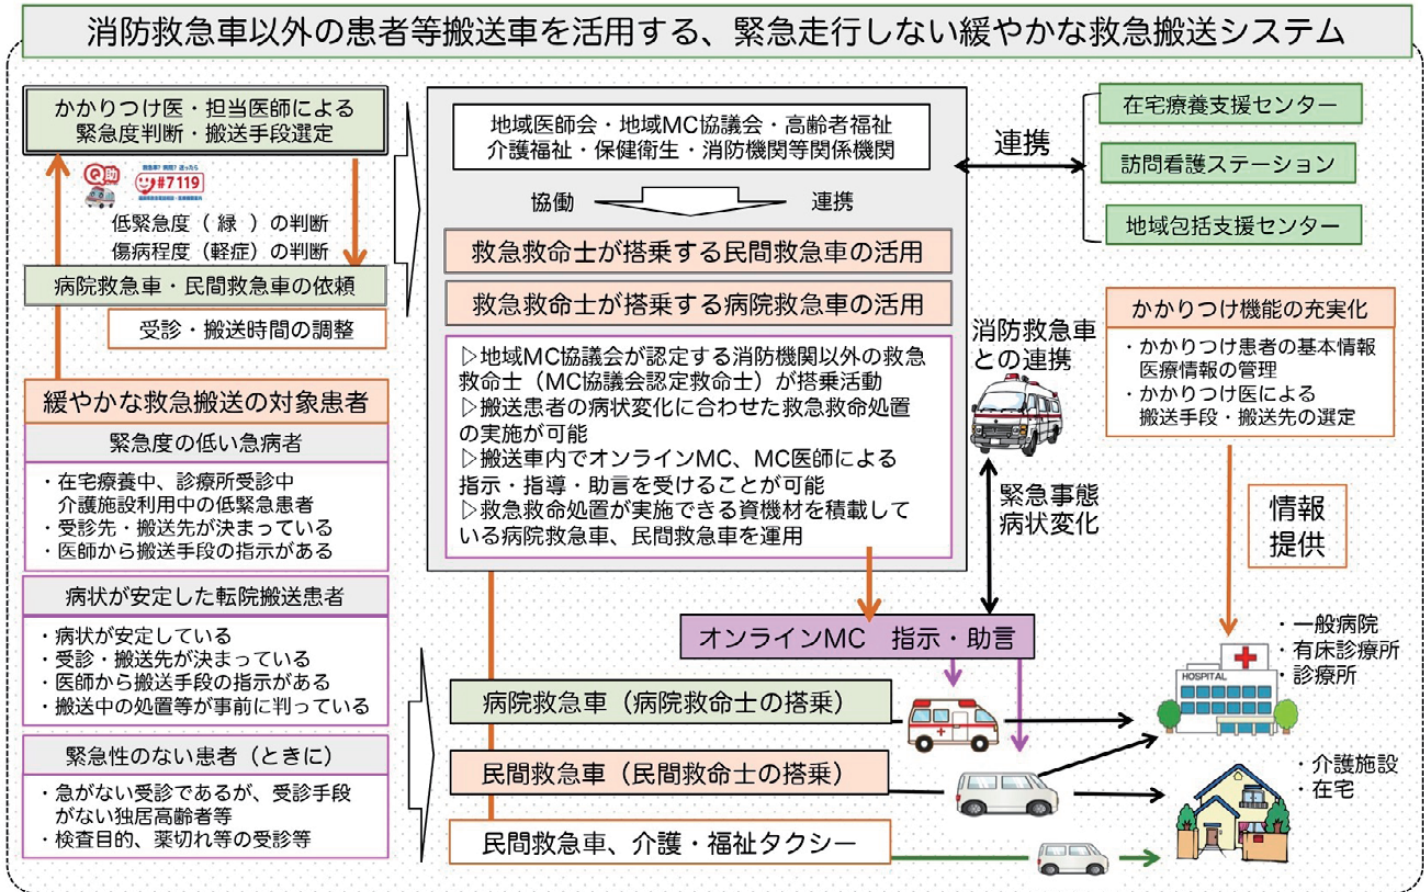 消防救急車以外の患者等搬送車を活用する、緊急走行しない緩やかな救急搬送システム
かかりつけ医・担当医師による
緊急度判断・搬送手段選定
Q助
#7119
低緊急度（ 緑 ）の判断
傷病程度（軽症）の判断
病院救急車・民間救急車の依頼
受診・搬送時間の調整
緩やかな救急搬送の対象患者
緊急度の低い急病者
・在宅療養中、診療所受診中
介護施設利用中の低緊急患者
・受診先・搬送先が決まっている
・医師から搬送手段の指示がある
病状が安定した転院搬送患者
・病状が安定している
・受診・搬送先が決まっている
・医師から搬送手段の指示がある
・搬送中の処置等が事前に判っている
緊急性のない患者（ときに）
・急がない受診であるが、受診手段
がない独居高齢者等
・検査目的、薬切れ等の受診等
地域医師会・地域MC協議会・高齢者福祉
介護福祉・保健衛生・消防機関等関係機関
協働
連携
救急救命士が搭乗する民間救急車の活用
救急救命士が搭乗する病院救急車の活用
▷地域MC協議会が認定する消防機関以外の救急
救命士（MC協議会認定救命士）が搭乗活動
▷搬送患者の病状変化に合わせた救急救命処置
の実施が可能
▷搬送車内でオンラインMC、MC医師による
指示・指導・助言を受けることが可能
▷救急救命処置が実施できる資機材を積載して
いる病院救急車、民間救急車を運用
連携
在宅療養支援センター
訪問看護ステーション
地域包括支援センター
消防救急車
との連携
緊急事態
病状変化
かかりつけ機能の充実化
・かかりつけ患者の基本情報
医療情報の管理
・かかりつけ医による
搬送手段・搬送先の選定
情報
提供
オンラインMC　指示・助言
病院救急車（病院救命士の搭乗）
民間救急車（民間救命士の搭乗）
民間救急車、介護・福祉タクシー
・一般病院
・有床診療所
・診療所
HOSPITAL
・介護施設
・在宅